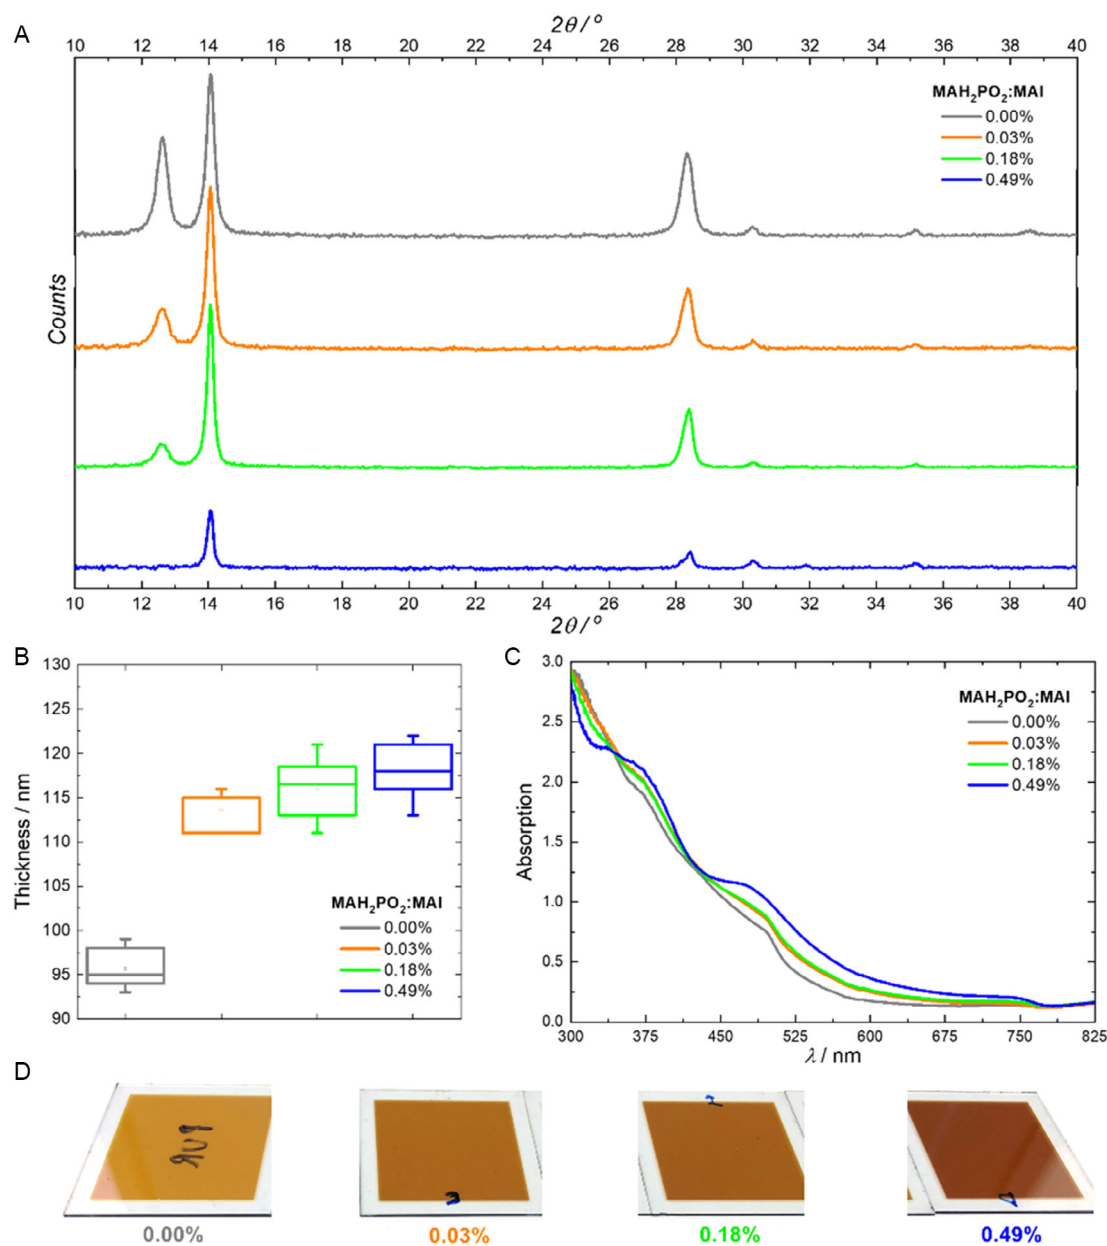 A
2θ / °
10 12 14 16 18 20 22 24 26 28 30 32 34 36 38 40
MAH₂PO₂:MAI
0.00%
0.03%
0.18%
0.49%
Counts
10 12 14 16 18 20 22 24 26 28 30 32 34 36 38 40
2θ / °
B
130
125
120
115
110
105
100
95
90
Thickness / nm
MAH₂PO₂:MAI
0.00%
0.03%
0.18%
0.49%
C
3.0
2.5
2.0
1.5
1.0
0.5
0.0
Absorption
MAH₂PO₂:MAI
0.00%
0.03%
0.18%
0.49%
300 375 450 525 600 675 750 825
λ / nm
D
0.00%
0.03%
0.18%
0.49%